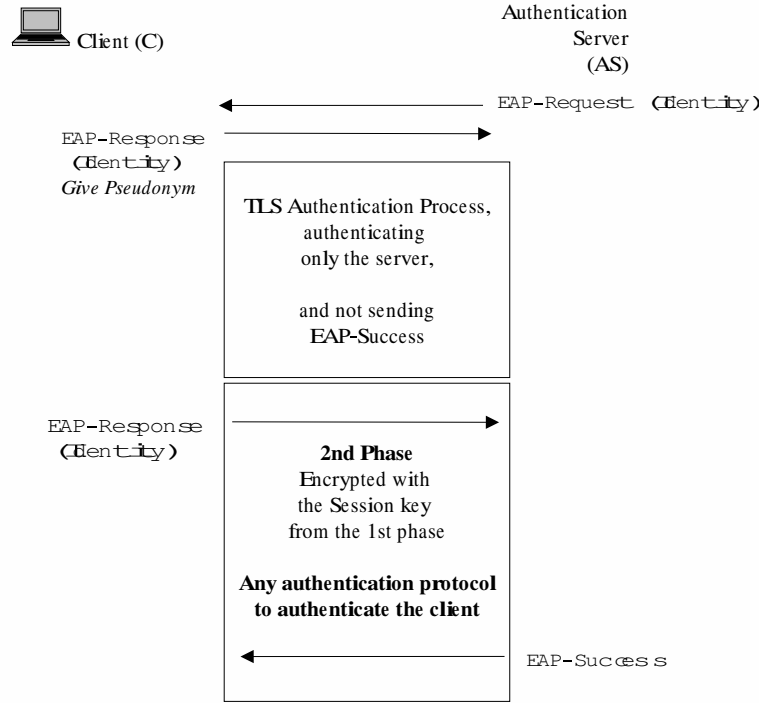 Client (C)
Authentication
Server
(AS)
EAP-Request (Identity)
EAP-Response
(Identity)
Give Pseudonym
TLS Authentication Process,
authenticating
only the server,
and not sending
EAP-Success
EAP-Response
(Identity)
2nd Phase
Encrypted with
the Session key
from the 1st phase
Any authentication protocol
to authenticate the client
EAP-Success